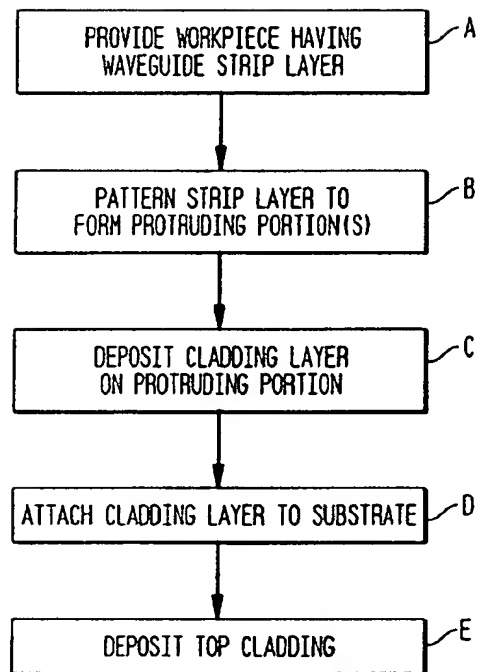 PROVIDE WORKPIECE HAVING
WAVEGUIDE STRIP LAYER
A
PATTERN STRIP LAYER TO
FORM PROTRUDING PORTION(S)
B
DEPOSIT CLADDING LAYER
ON PROTRUDING PORTION
C
ATTACH CLADDING LAYER TO SUBSTRATE
D
DEPOSIT TOP CLADDING
E